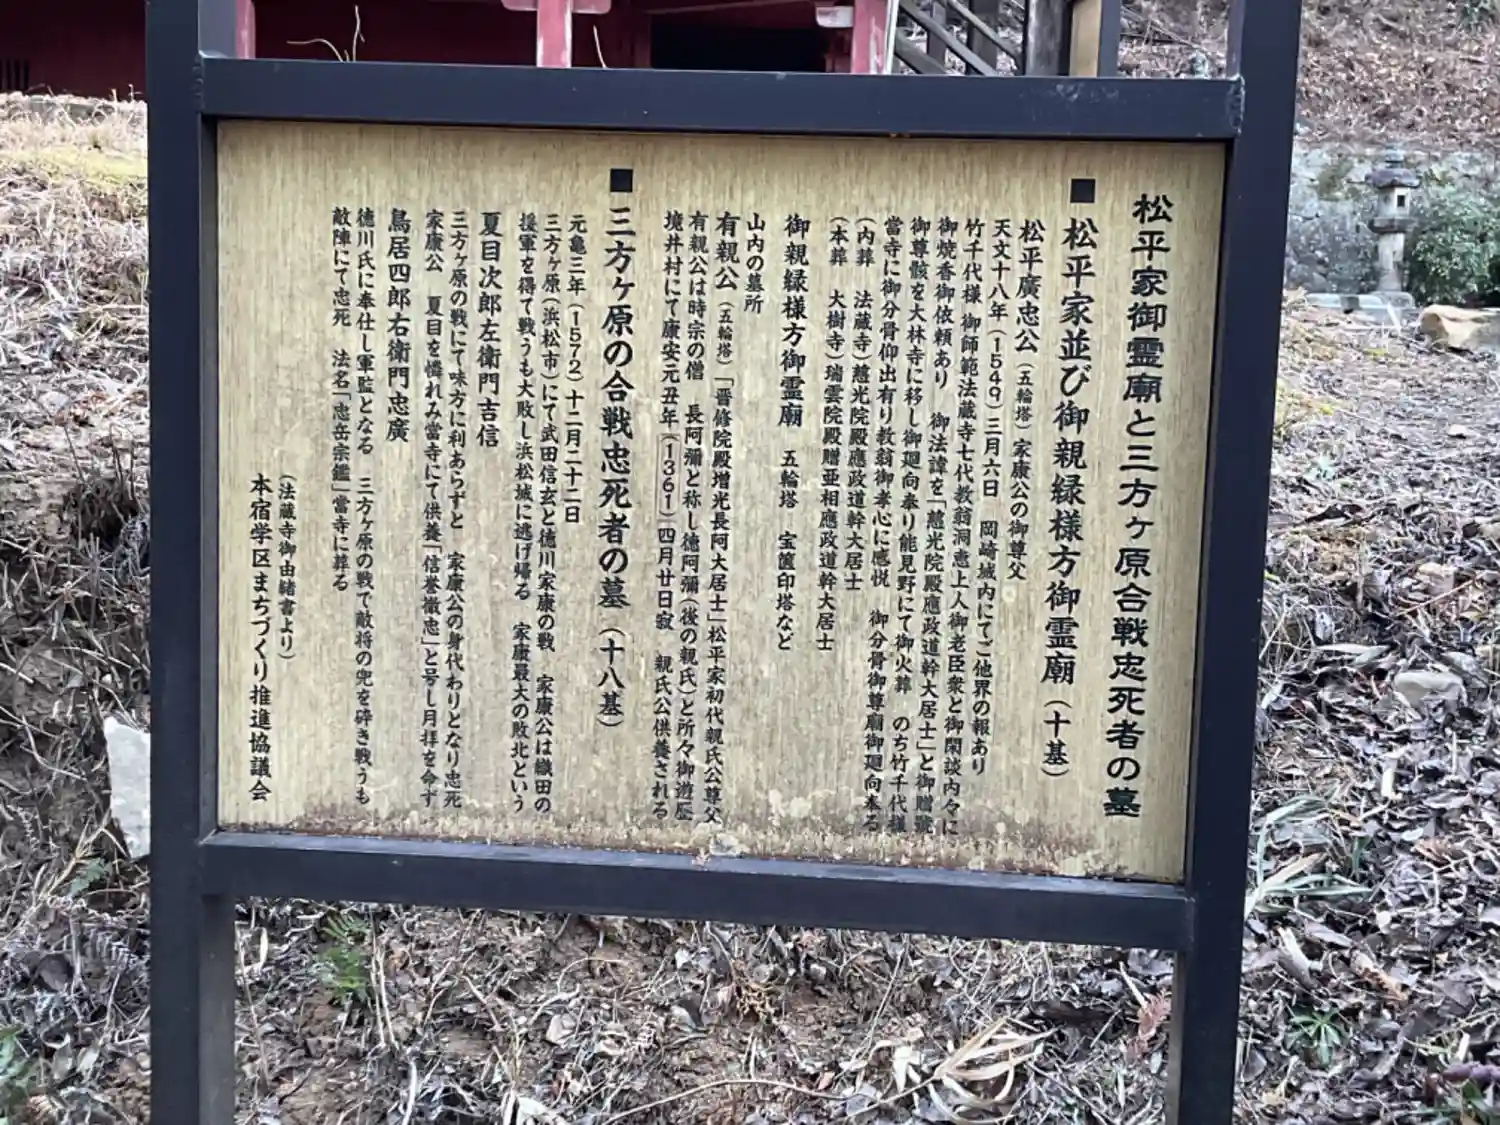 松平家御霊廟と三方ヶ原合戦忠死者の墓
■ 松平家並び御親縁様方御霊廟（十基）
松平廣忠公（五輪塔）家康公の御尊父
天文十八年（1549）三月六日 岡崎城内にてご他界の報あり
竹千代様 御師範法蔵寺七代教翁洞恵上人御老臣衆と御閑談内々に
御焼香御依頼あり 御法諱を「慈光院殿應政道幹大居士」と御贈號
御尊骸を大林寺に移し御廻向奉り能見野にて御火葬 のち竹千代様
當寺に御分骨仰出有り教翁御孝心に感悦 御分骨御尊廟御廻向奉る
（内葬 法蔵寺）慈光院殿應政道幹大居士
（本葬 大樹寺）瑞雲院殿贈亜相應政道幹大居士
御親縁様方御霊廟 五輪塔 宝篋印塔など
山内の墓所
有親公（五輪塔）「晋修院殿増光長阿大居士」松平家初代親氏公尊父
有親公は時宗の僧 長阿彌と称し徳阿彌（後の親氏）と所々御遊歴
境井村にて康安元丑年（1361）四月廿日寂 親氏公供養される
■ 三方ヶ原の合戦忠死者の墓（十八基）
元亀三年（1572）十二月二十二日
三方ヶ原（浜松市）にて武田信玄と徳川家康の戦 家康公は織田の
援軍を得て戦うも大敗し浜松城に逃げ帰る 家康最大の敗北という
夏目次郎左衛門吉信
三方ヶ原の戦にて味方に利あらずと 家康公の身代わりとなり忠死
家康公 夏目を憐れみ當寺にて供養「信誉徹忠」と号し月拝を命ず
鳥居四郎右衛門忠廣
徳川氏に奉仕し軍監となる 三方ヶ原の戦で敵将の兜を砕き戦うも
敵陣にて忠死 法名「忠岳宗鑑」當寺に葬る
（法蔵寺御由緒書より）
本宿学区まちづくり推進協議会